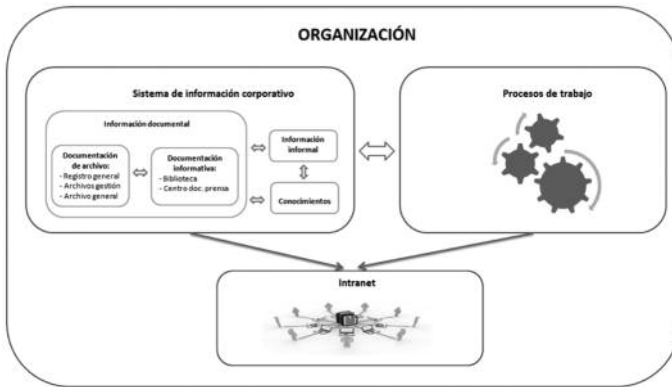 ORGANIZACIÓN
Sistema de información corporativo
Información documental
Documentación
de archivo:
- Registro general
- Archivos gestión
- Archivo general
Documentación
informativa:
- Biblioteca
- Centro doc. prensa
Información
informal
Conocimientos
Procesos de trabajo
Intranet